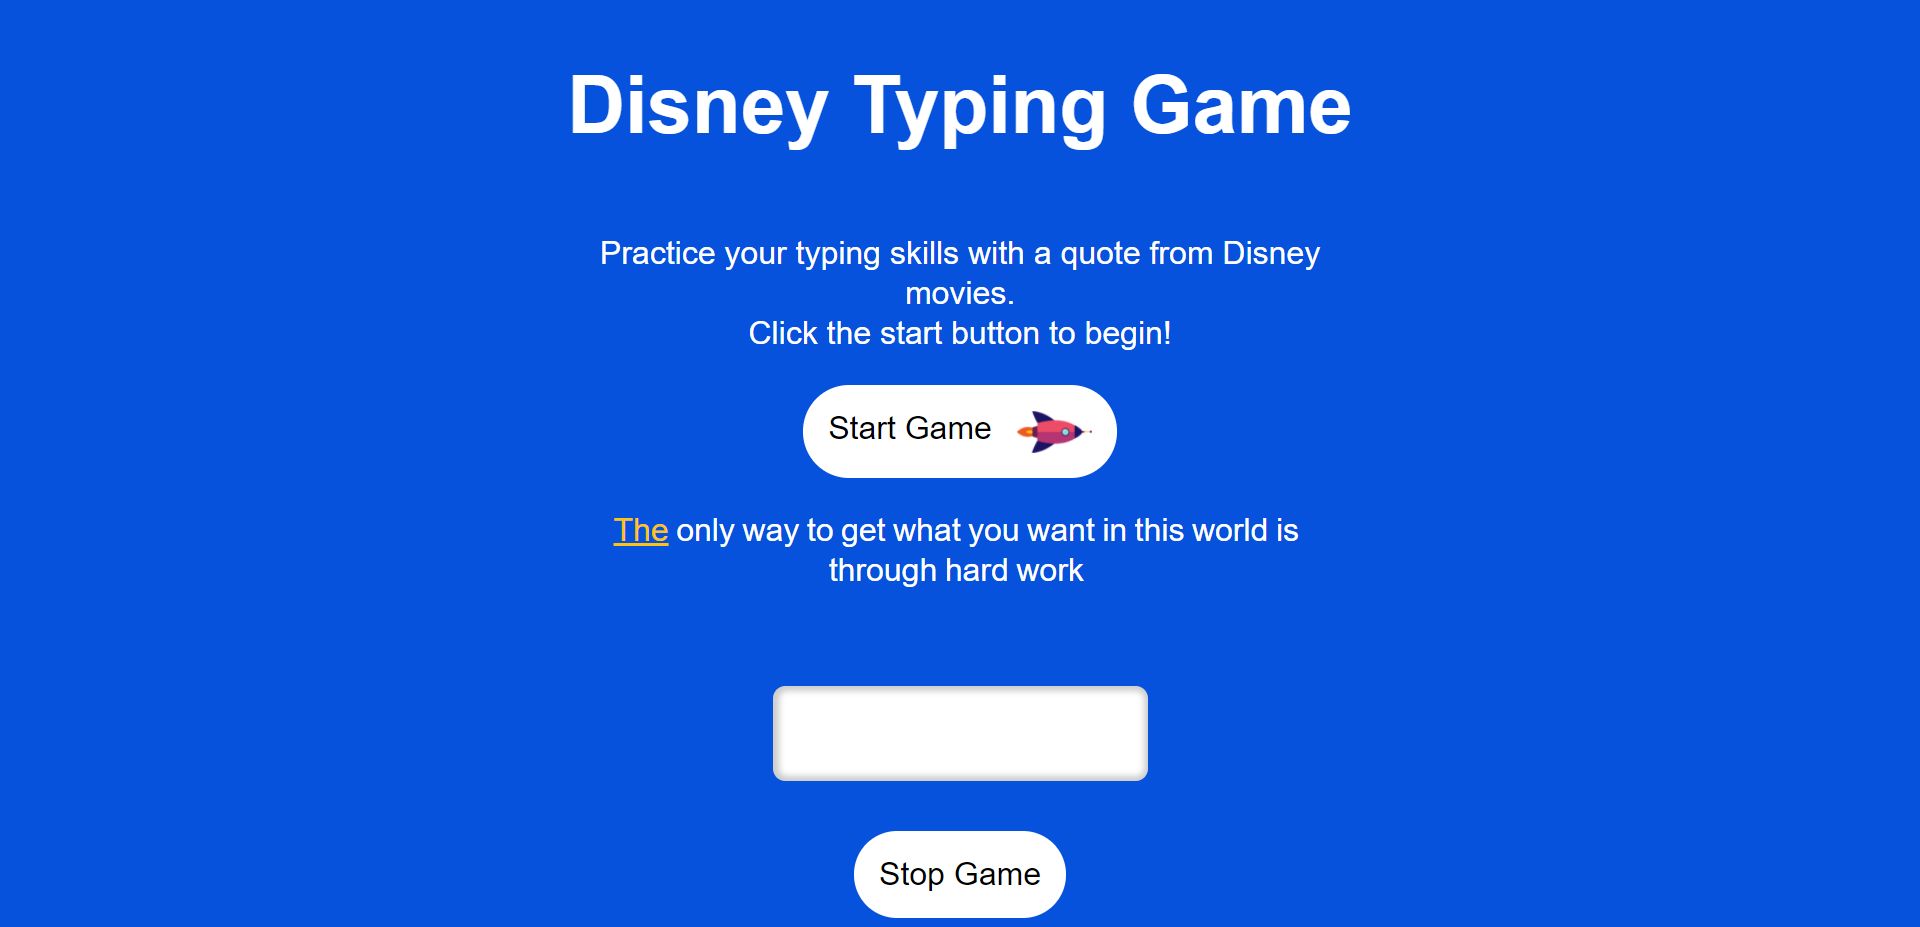 Disney Typing Game
Practice your typing skills with a quote from Disney
movies.
Click the start button to begin!
Start Game
The only way to get what you want in this world is
through hard work
Stop Game